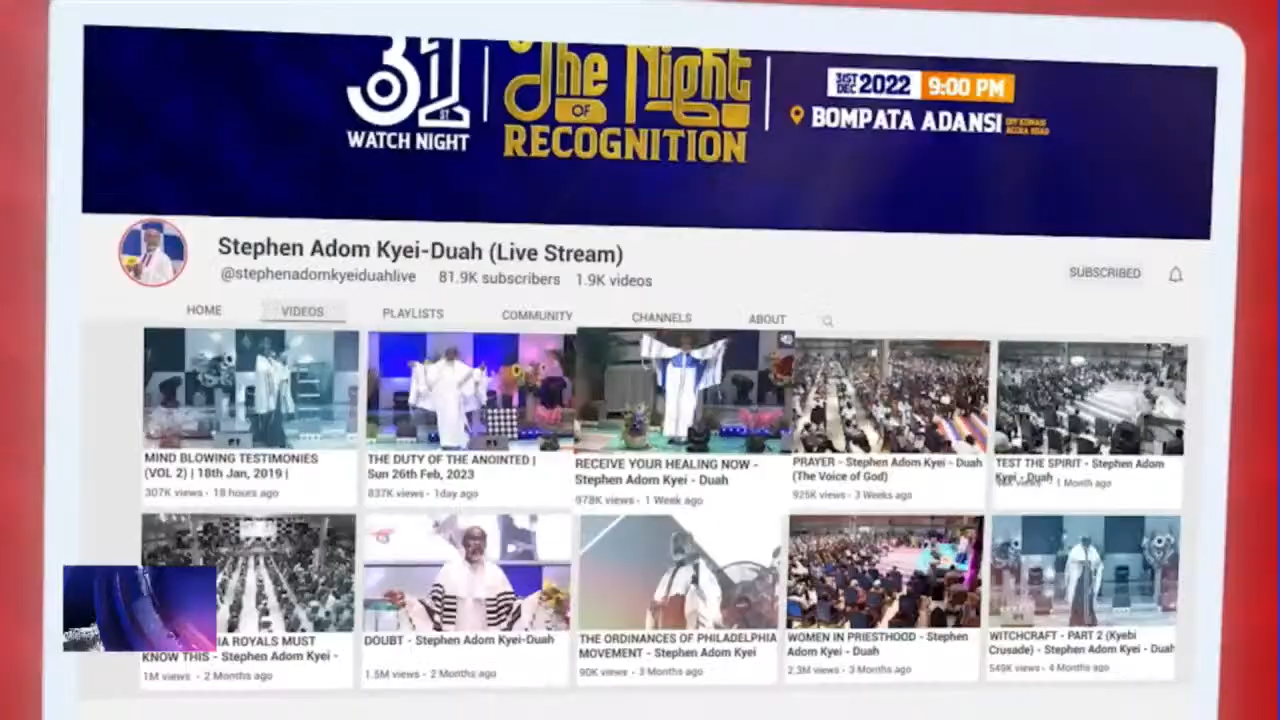 31ST
WATCH NIGHT
The Night
OF
RECOGNITION
31ST DEC 2022 9:00 PM
BOMPATA ADANSI
Stephen Adom Kyei-Duah (Live Stream)
@stephenadomkyeiduahlive 81.9K subscribers 1.9K videos
SUBSCRIBED
HOME VIDEOS PLAYLISTS COMMUNITY CHANNELS ABOUT
MIND BLOWING TESTIMONIES
(VOL 2) | 18th Jan, 2019 |
307K views · 18 hours ago
THE DUTY OF THE ANOINTED |
Sun 26th Feb, 2023
837K views · 1day ago
RECEIVE YOUR HEALING NOW -
Stephen Adom Kyei - Duah
978K views · 1 Week ago
PRAYER - Stephen Adom Kyei - Duah
(The Voice of God)
925K views · 3 Weeks ago
TEST THE SPIRIT - Stephen Adom
Kyei - Duah
views · 1 Month ago
ROYALS MUST
KNOW THIS - Stephen Adom Kyei -
1M views · 2 Months ago
DOUBT - Stephen Adom Kyei-Duah
1.5M views · 2 Months ago
THE ORDINANCES OF PHILADELPHIA
MOVEMENT - Stephen Adom Kyei
90K views · 3 Months ago
WOMEN IN PRIESTHOOD - Stephen
Adom Kyei - Duah
2.3M views · 3 Months ago
WITCHCRAFT - PART 2 (Kyebi
Crusade) - Stephen Adom Kyei - Duah
549K views · 4 Months ago